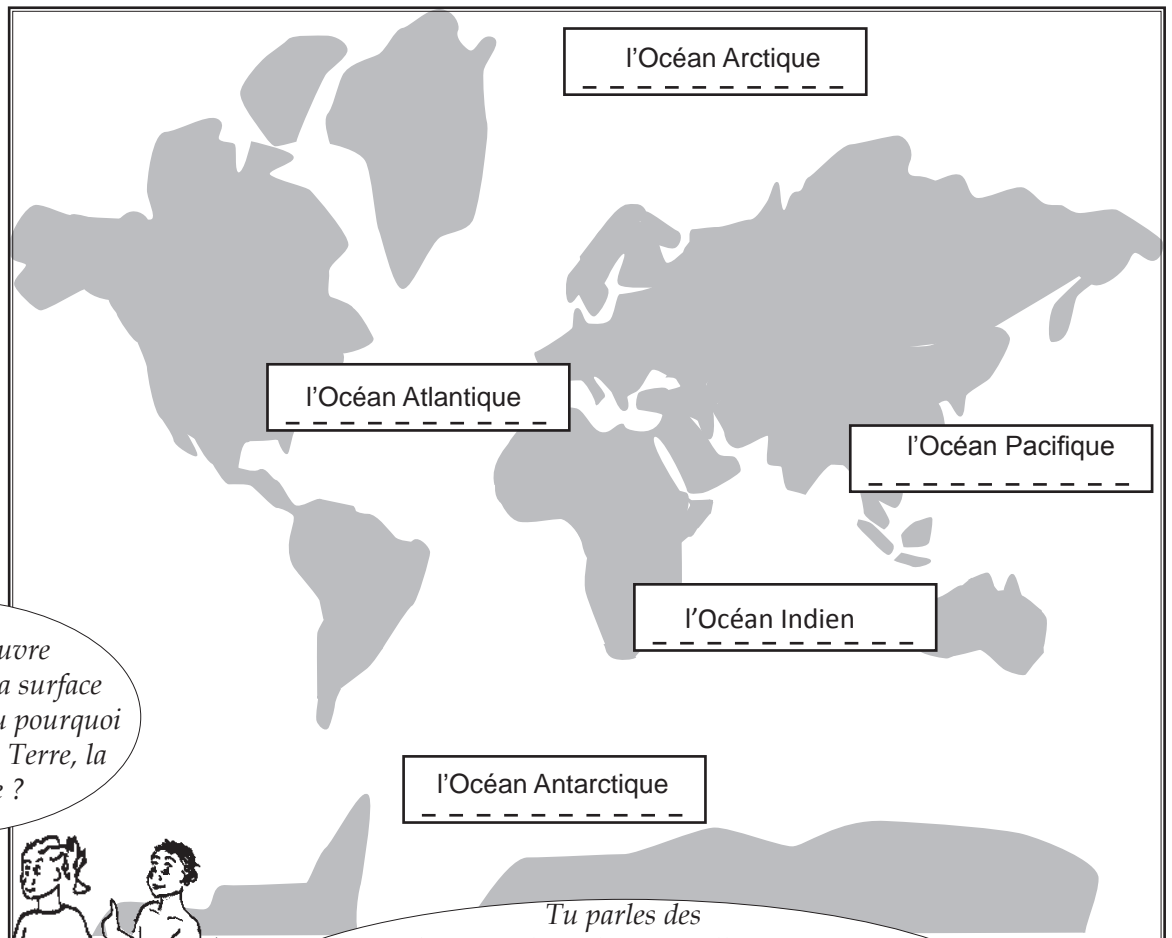 l'Océan Arctique
l'Océan Atlantique
l'Océan Pacifique
l'Océan Indien
l'Océan Antarctique
uvre
a surface
u pourquoi
Terre, la
e ?
Tu parles des